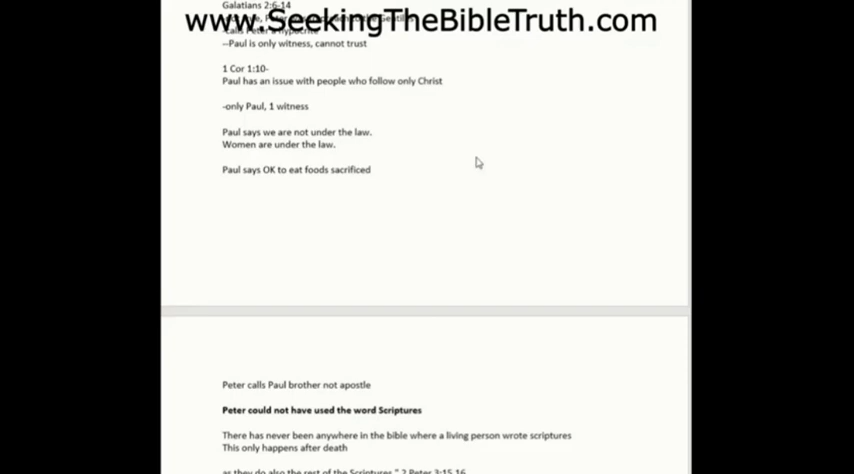 Galatians 2:6-14
www.SeekingTheBibleTruth.com
--Paul is only witness, cannot trust
1 Cor 1:10-
Paul has an issue with people who follow only Christ
-only Paul, 1 witness
Paul says we are not under the law.
Women are under the law.
Paul says OK to eat foods sacrificed
Peter calls Paul brother not apostle
Peter could not have used the word Scriptures
There has never been anywhere in the bible where a living person wrote scriptures
This only happens after death
as they do also the rest of the Scriptures," 2 Peter 3:15,16